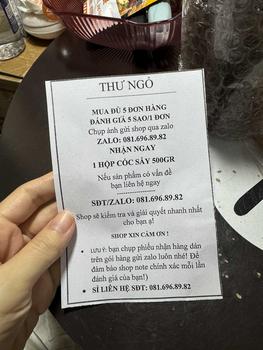 THƯ NGỎ
MUA ĐỦ 5 ĐƠN HÀNG
ĐÁNH GIÁ 5 SAO/1 ĐƠN
Chụp ảnh gửi shop qua zalo
ZALO: 081.696.89.82
NHẬN NGAY
1 HỘP CÓC SẤY 500GR
Nếu sản phẩm có vấn đề
bạn liên hệ ngay
SĐT/ZALO: 081.696.89.82
Shop sẽ kiểm tra và giải quyết nhanh nhất
cho bạn ạ!
SHOP XIN CẢM ƠN !
• LƯU Ý: bạn chụp phiếu nhận hàng dán
trên gói hàng gửi zalo luôn nhé! Để
đảm bảo shop note chính xác mỗi lần
đánh giá của bạn!)
• SỈ LIÊN HỆ SĐT: 081.696.89.82